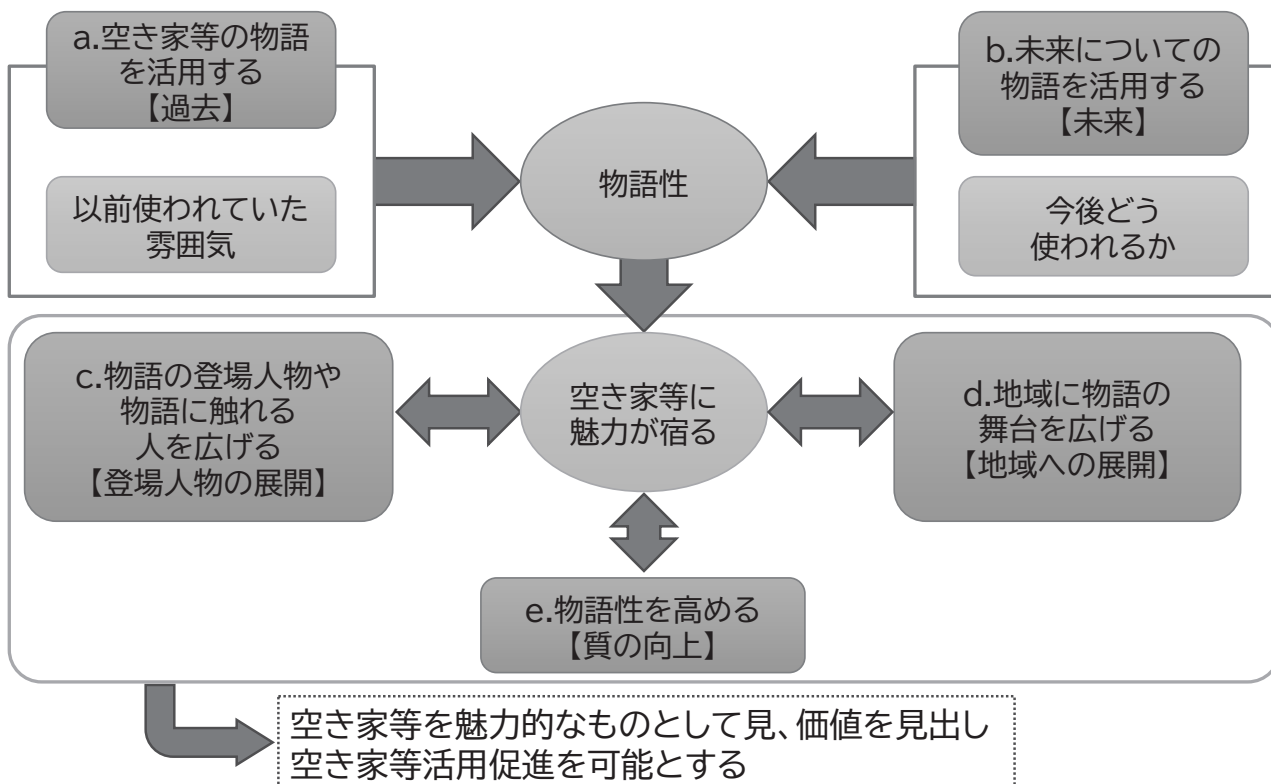 a.空き家等の物語
を活用する
【過去】
以前使われていた
雰囲気
物語性
b.未来についての
物語を活用する
【未来】
今後どう
使われるか
c.物語の登場人物や
物語に触れる
人を広げる
【登場人物の展開】
空き家等に
魅力が宿る
d.地域に物語の
舞台を広げる
【地域への展開】
e.物語性を高める
【質の向上】
空き家等を魅力的なものとして見、価値を見出し
空き家等活用促進を可能とする